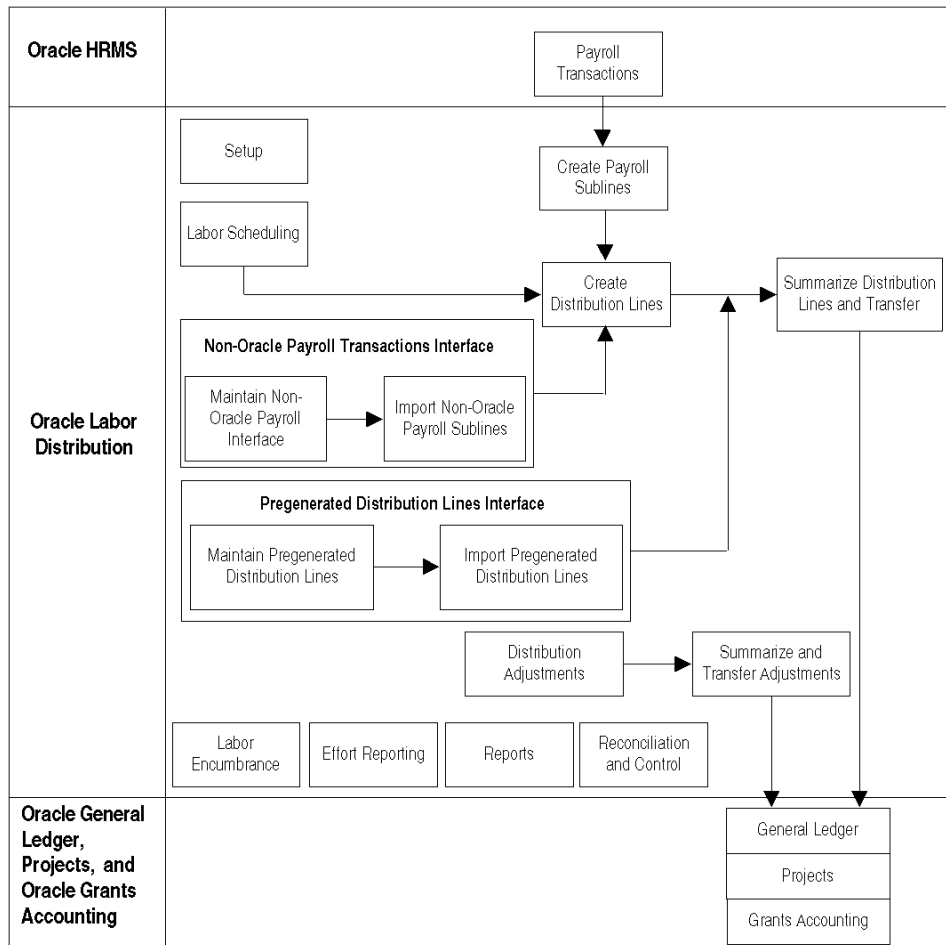 Oracle HRMS
Payroll
Transactions
Oracle Labor
Distribution
Setup
Create Payroll
Sublines
Labor Scheduling
Create
Distribution Lines
Summarize Distribution
Lines and Transfer
Non-Oracle Payroll Transactions Interface
Maintain Non-
Oracle Payroll
Interface
Import Non-Oracle
Payroll Sublines
Pregenerated Distribution Lines Interface
Maintain Pregenerated
Distribution Lines
Import Pregenerated
Distribution Lines
Distribution
Adjustments
Summarize and
Transfer Adjustments
Labor
Encumbrance
Effort Reporting
Reports
Reconciliation
and Control
Oracle General
Ledger,
Projects, and
Oracle Grants
Accounting
General Ledger
Projects
Grants Accounting